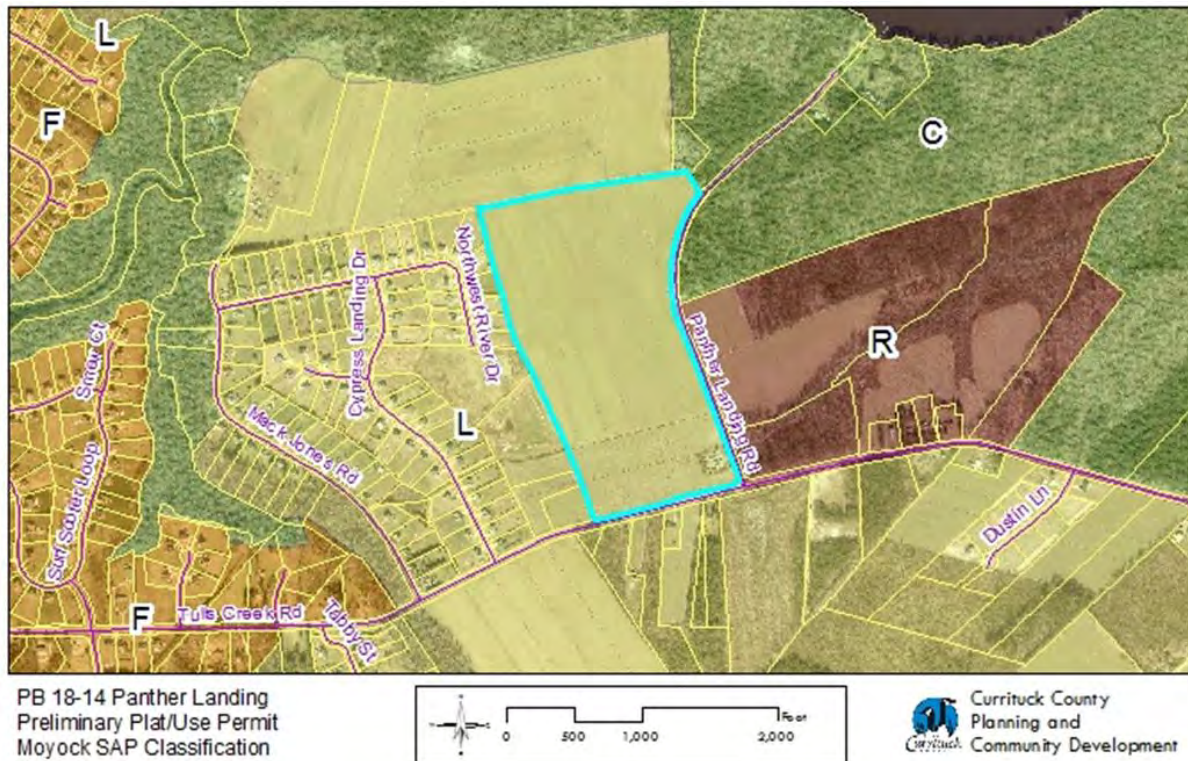 L
F
C
Northwest River Dr
Cypress Landing Dr
Panther Landing Rd
R
Smew Ct
L
Mack Jones Rd
Surf Scoter Loop
Dustin Ln
F
Tulls Creek Rd
Tabby St
PB 18-14 Panther Landing
Preliminary Plat/Use Permit
Moyock SAP Classification
Feet
0 500 1,000 2,000
Currituck County
Planning and
Community Development
Currituck